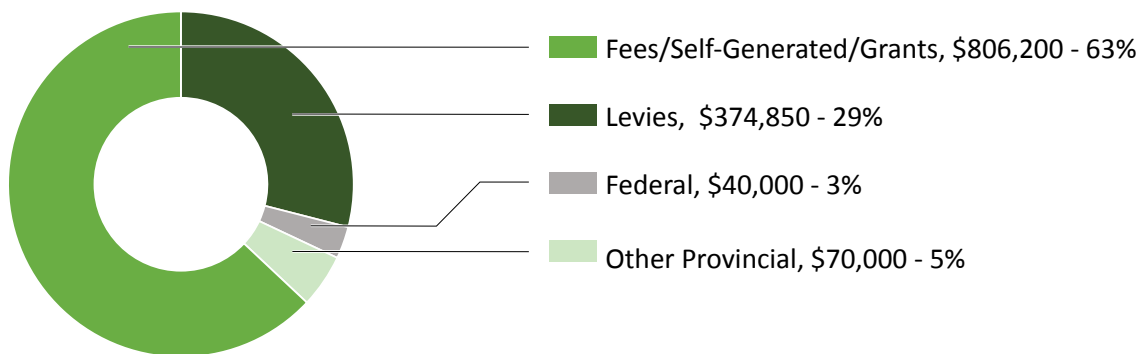 Fees/Self-Generated/Grants, $806,200 - 63%
Levies,  $374,850 - 29%
Federal, $40,000 - 3%
Other Provincial, $70,000 - 5%